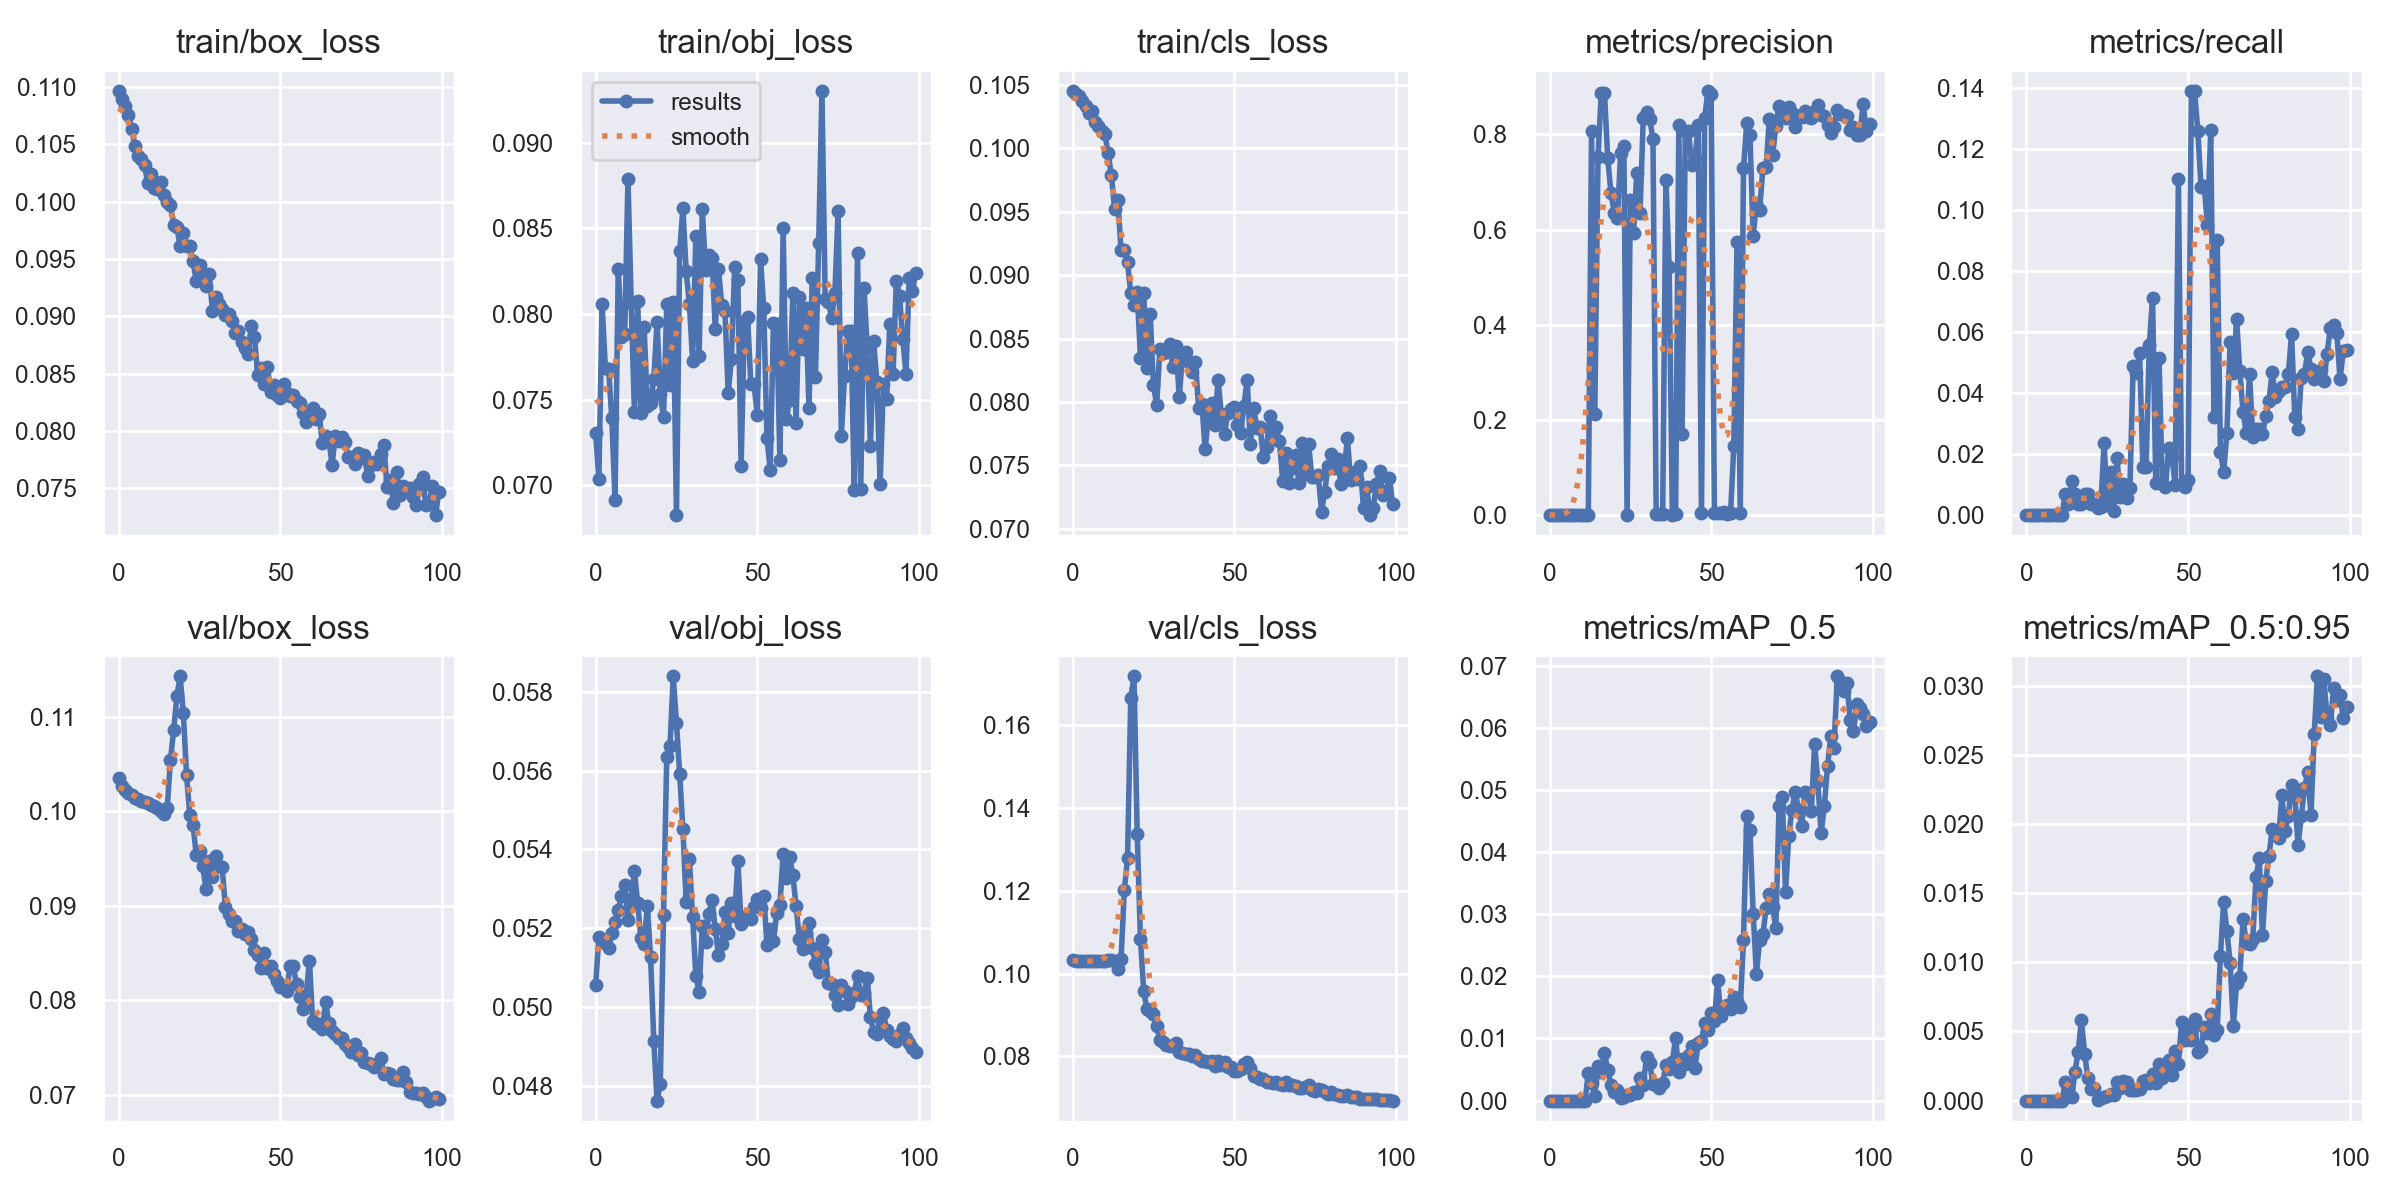 train/box_loss
0.110
0.105
0.100
0.095
0.090
0.085
0.080
0.075
0 50 100
train/obj_loss
results
smooth
0.090
0.085
0.080
0.075
0.070
0 50 100
train/cls_loss
0.105
0.100
0.095
0.090
0.085
0.080
0.075
0.070
0 50 100
metrics/precision
0.8
0.6
0.4
0.2
0.0
0 50 100
metrics/recall
0.14
0.12
0.10
0.08
0.06
0.04
0.02
0.00
0 50 100
val/box_loss
0.11
0.10
0.09
0.08
0.07
0 50 100
val/obj_loss
0.058
0.056
0.054
0.052
0.050
0.048
0 50 100
val/cls_loss
0.16
0.14
0.12
0.10
0.08
0 50 100
metrics/mAP_0.5
0.07
0.06
0.05
0.04
0.03
0.02
0.01
0.00
0 50 100
metrics/mAP_0.5:0.95
0.030
0.025
0.020
0.015
0.010
0.005
0.000
0 50 100